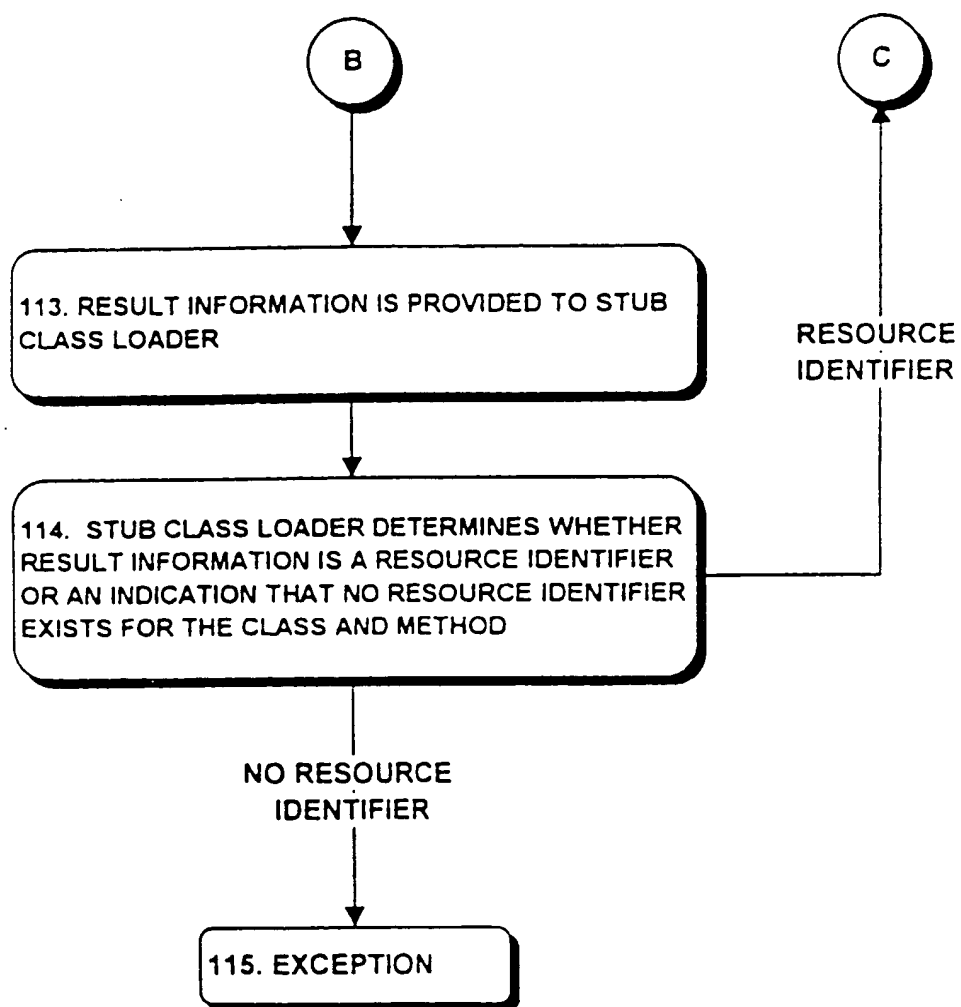 B
C
113. RESULT INFORMATION IS PROVIDED TO STUB
CLASS LOADER
RESOURCE
IDENTIFIER
114. STUB CLASS LOADER DETERMINES WHETHER
RESULT INFORMATION IS A RESOURCE IDENTIFIER
OR AN INDICATION THAT NO RESOURCE IDENTIFIER
EXISTS FOR THE CLASS AND METHOD
NO RESOURCE
IDENTIFIER
115. EXCEPTION